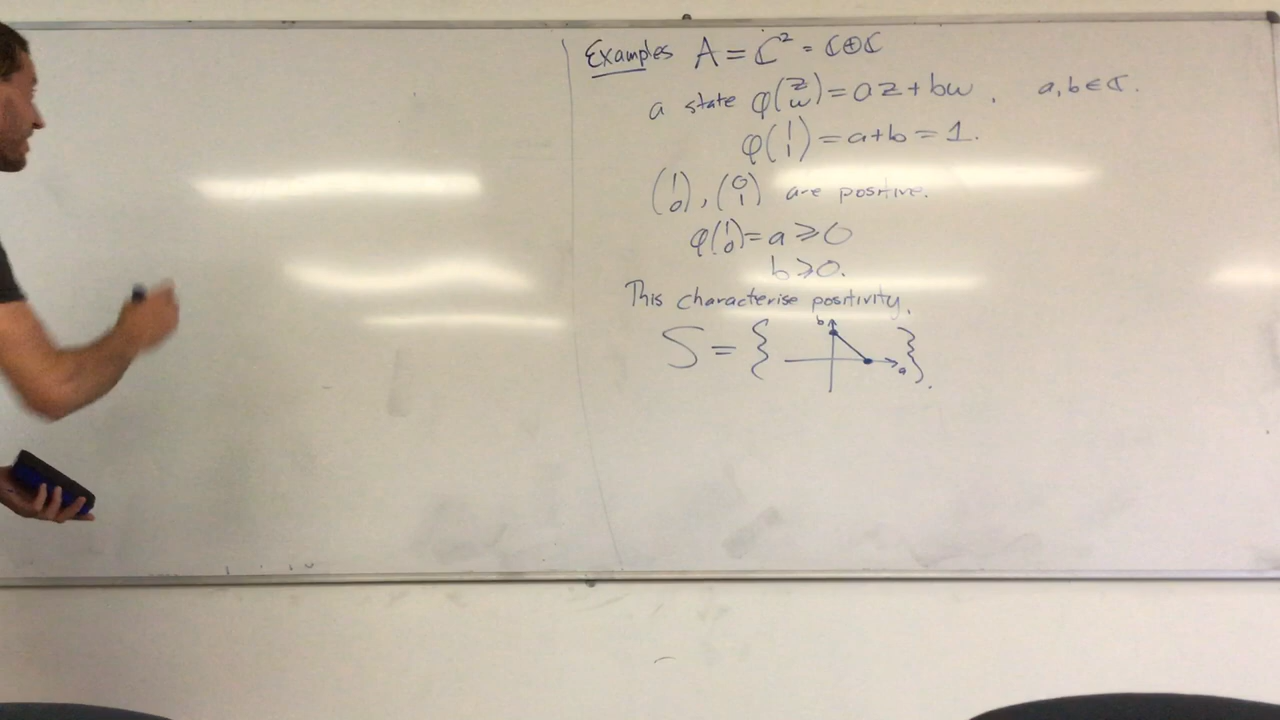 Examples A = ℂ² = ℂ⊕ℂ
a state φ(z w) = az + bw , a,b ∈ ℂ.
φ(1 1) = a+b = 1.
(1 0), (0 1) are positive.
φ(1 0) = a ⩾ 0
b ⩾ 0.
This characterise positivity.
S = { b a }.